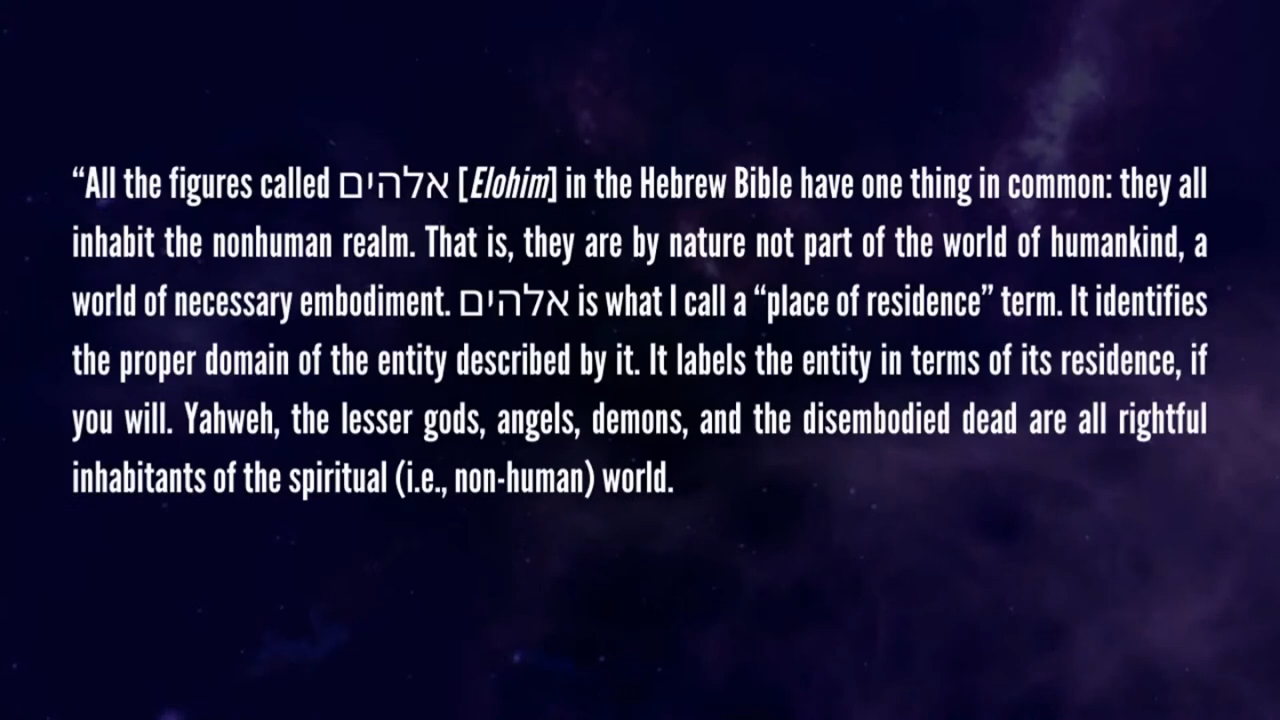 “All the figures called אלהים [Elohim] in the Hebrew Bible have one thing in common: they all
inhabit the nonhuman realm. That is, they are by nature not part of the world of humankind, a
world of necessary embodiment. אלהים is what I call a “place of residence” term. It identifies
the proper domain of the entity described by it. It labels the entity in terms of its residence, if
you will. Yahweh, the lesser gods, angels, demons, and the disembodied dead are all rightful
inhabitants of the spiritual (i.e., non-human) world.